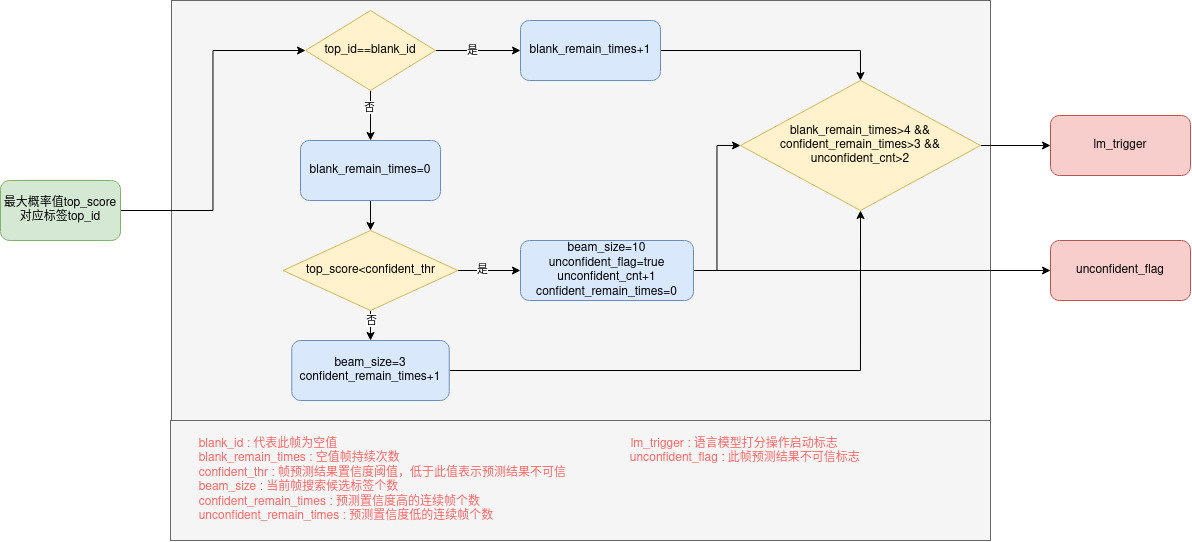 最大概率值top_score
对应标签top_id
top_id==blank_id
是
blank_remain_times+1
否
blank_remain_times=0
top_score<confident_thr
是
beam_size=10
unconfident_flag=true
unconfident_cnt+1
confident_remain_times=0
否
beam_size=3
confident_remain_times+1
blank_remain_times>4 &&
confident_remain_times>3 &&
unconfident_cnt>2
lm_trigger
unconfident_flag
blank_id : 代表此帧为空值
blank_remain_times : 空值帧持续次数
confident_thr : 帧预测结果置信度阈值，低于此值表示预测结果不可信
beam_size : 当前帧搜索候选标签个数
confident_remain_times : 预测置信度高的连续帧个数
unconfident_remain_times : 预测置信度低的连续帧个数
lm_trigger : 语言模型打分操作启动标志
unconfident_flag : 此帧预测结果不可信标志